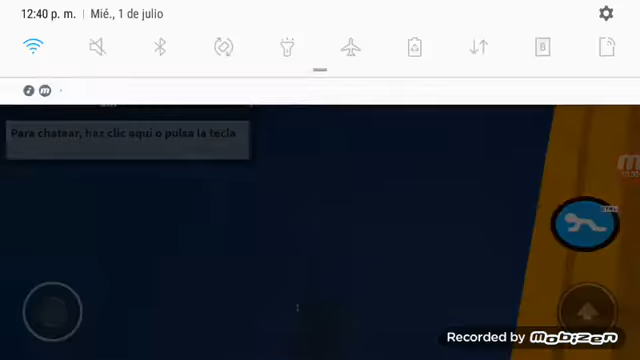 12:40 p. m. | Mié., 1 de julio
Para chatear, haz clic aquí o pulsa la tecla
Recorded by mobizen